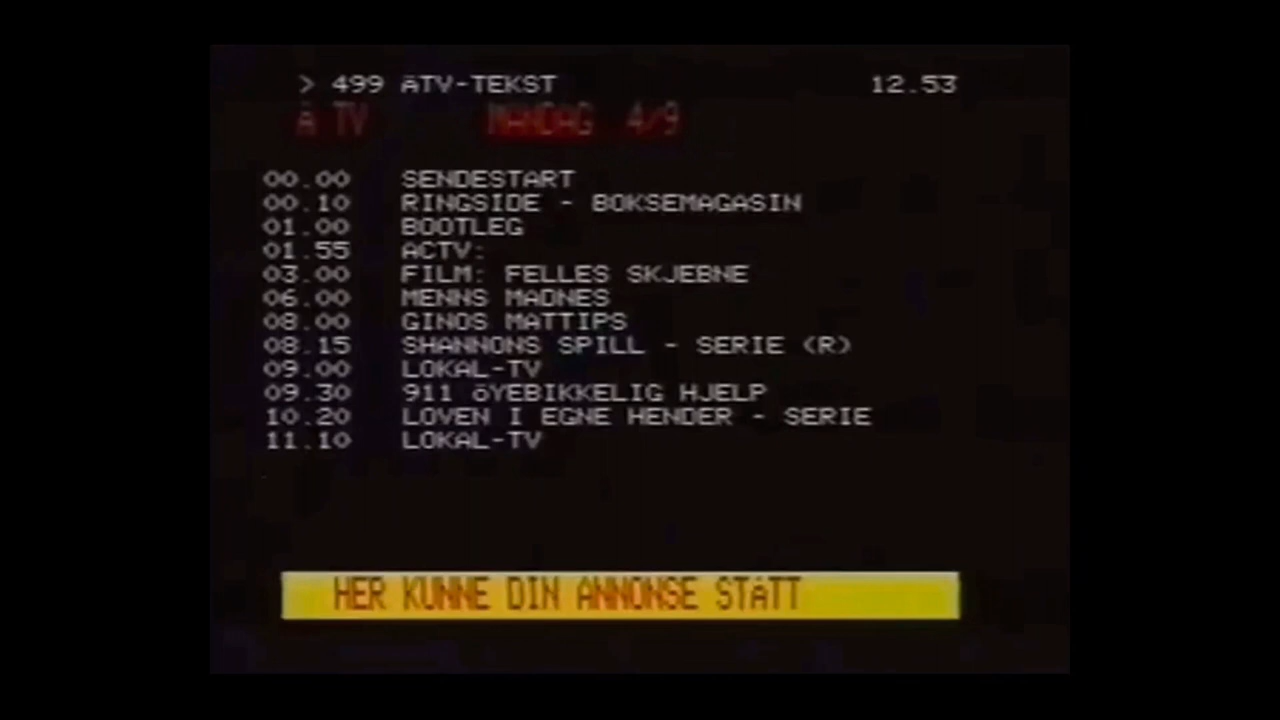 > 499 äTV-TEKST 12.53
Å TV MANDAG 4/9
00.00 SENDESTART
00.10 RINGSIDE - BOKSEMAGASIN
01.00 BOOTLEG
01.55 ACTV:
03.00 FILM: FELLES SKJEBNE
06.00 MENNS MADNES
08.00 GINOS MATTIPS
08.15 SHANNONS SPILL - SERIE (R)
09.00 LOKAL-TV
09.30 911 öYEBIKKELIG HJELP
10.20 LOVEN I EGNE HENDER - SERIE
11.10 LOKAL-TV
HER KUNNE DIN ANNONSE STåTT